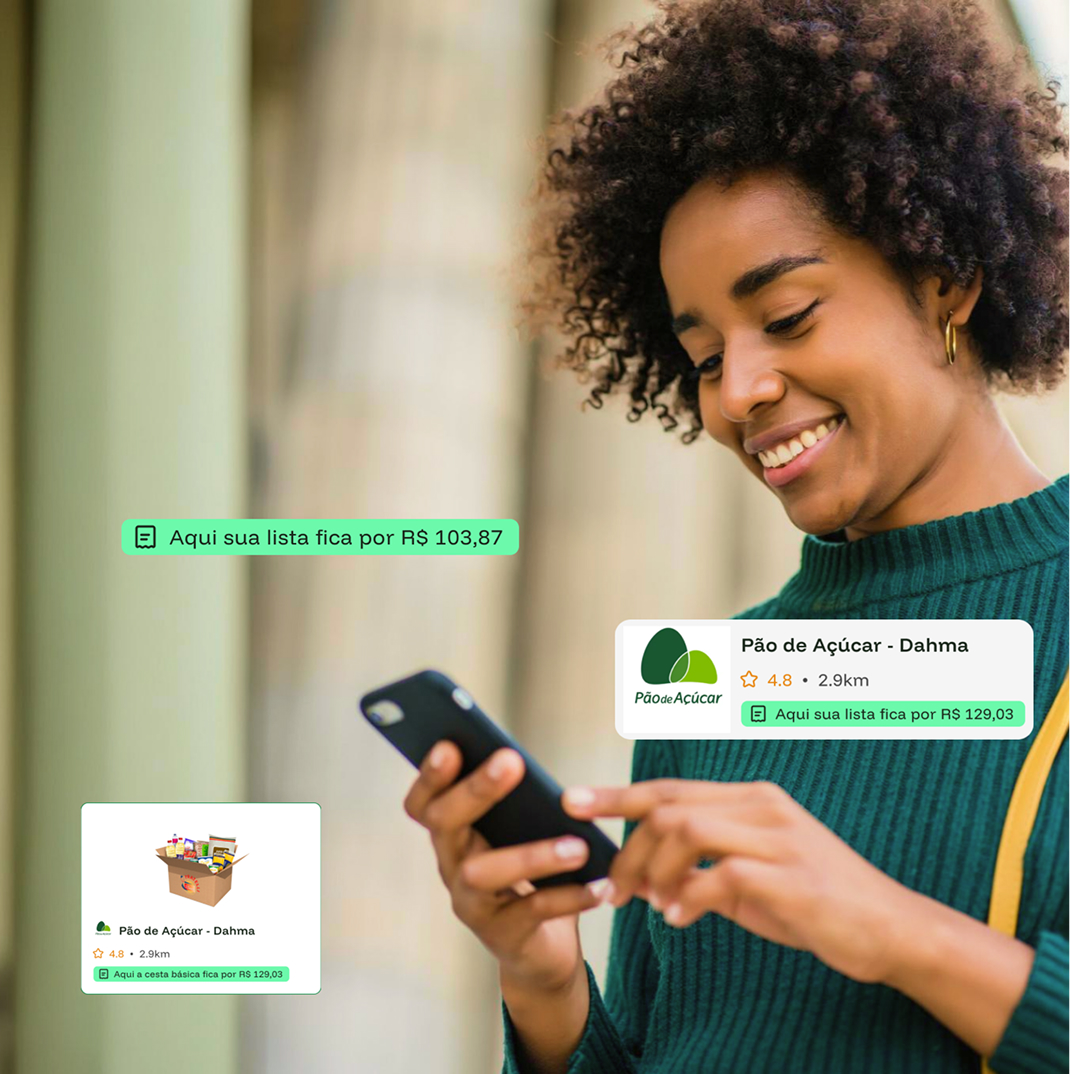 Aqui sua lista fica por R$ 103,87
Pão de Açúcar - Dahma
4.8 • 2.9km
PãodeAçúcar
Aqui sua lista fica por R$ 129,03
Pão de Açúcar - Dahma
4.8 • 2.9km
Aqui a cesta básica fica por R$ 129,03